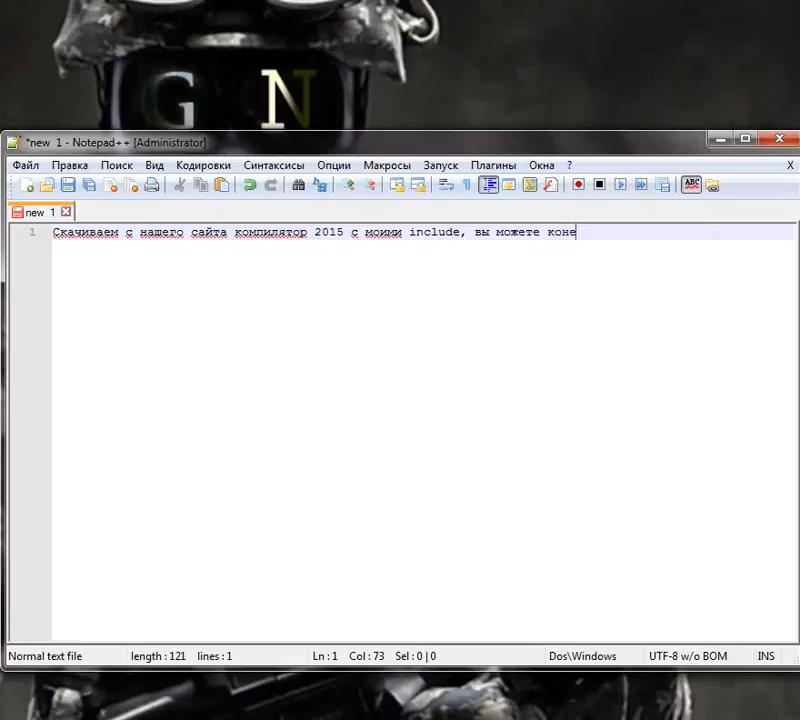 G N
*new 1 - Notepad++ [Administrator]
Файл Правка Поиск Вид Кодировки Синтаксисы Опции Макросы Запуск Плагины Окна ? X
ABC
new 1
1 Скачиваем с нашего сайта компилятор 2015 с моими include, вы можете коне
Normal text file length : 121 lines : 1 Ln : 1 Col : 73 Sel : 0 | 0 Dos\Windows UTF-8 w/o BOM INS